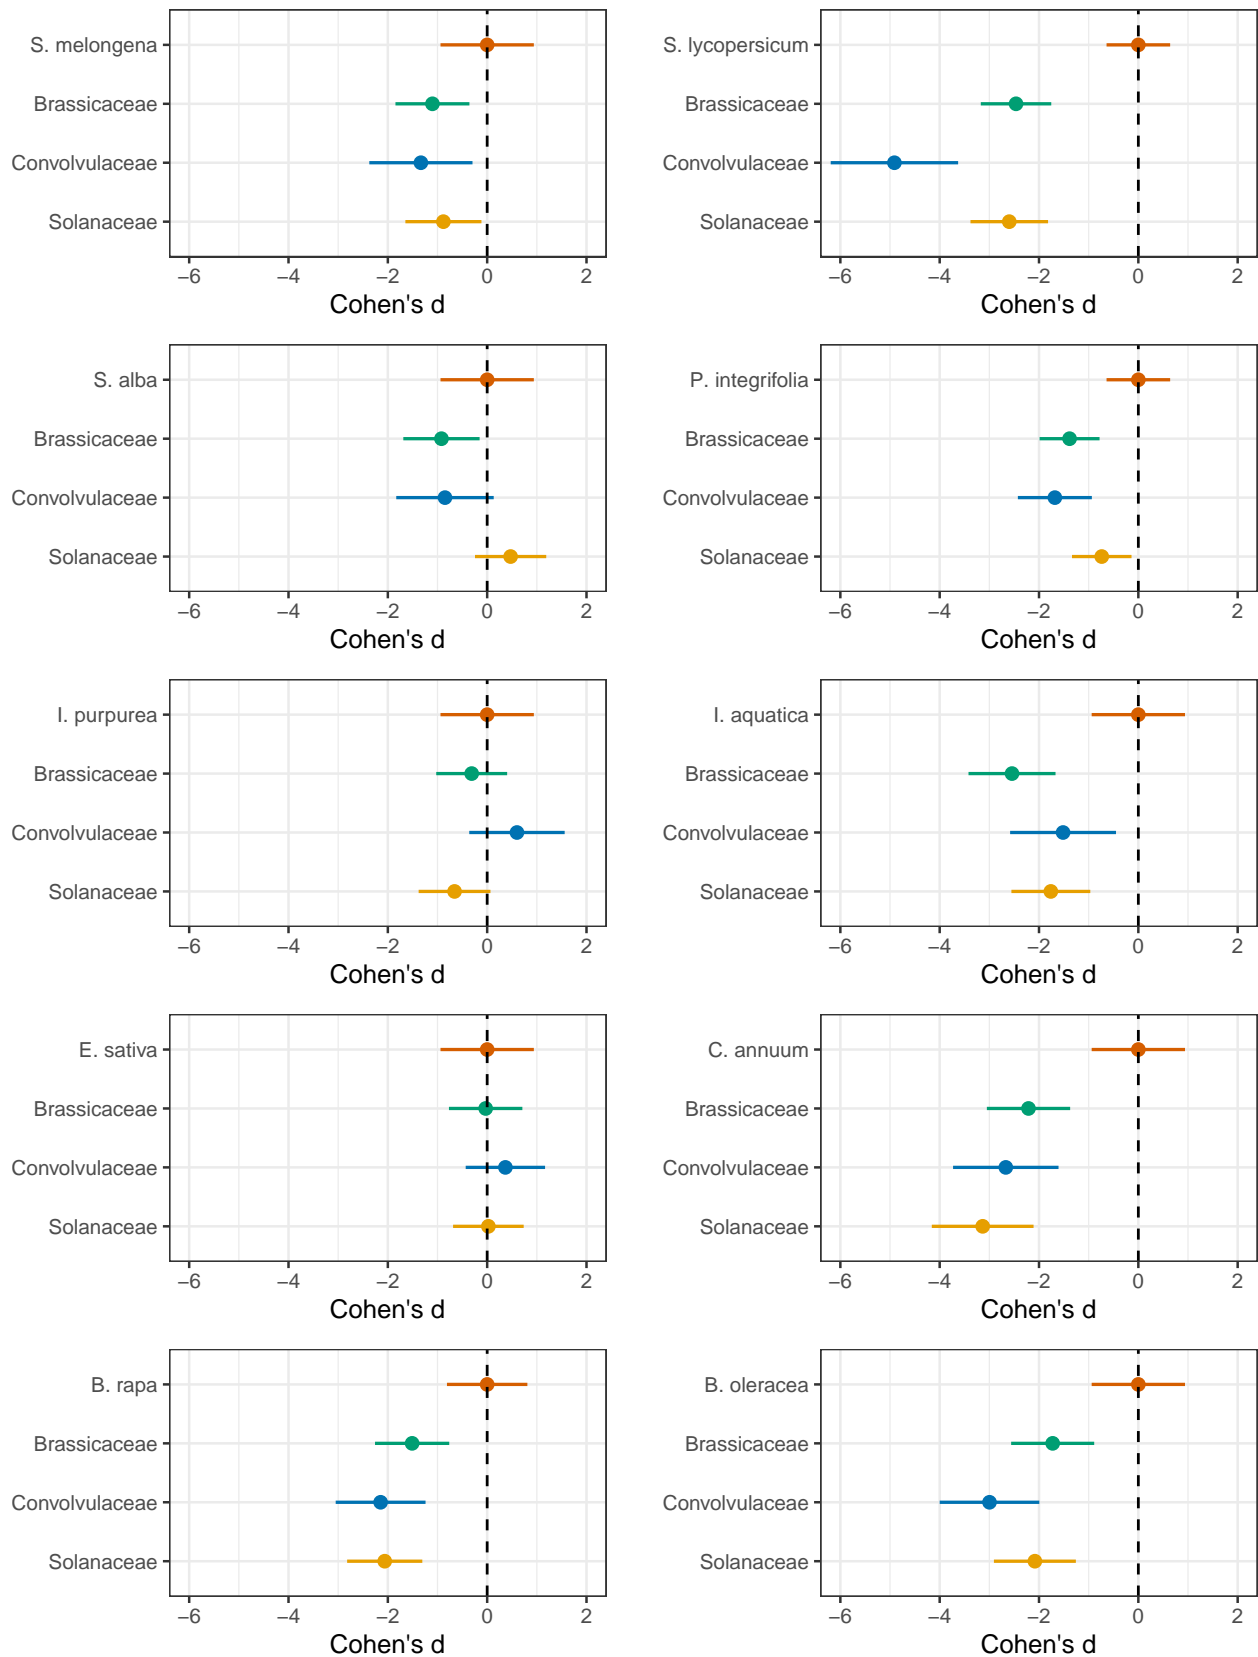 S. melongena
Brassicaceae
Convolvulaceae
Solanaceae
−6 −4 −2 0 2
Cohen's d
S. lycopersicum
Brassicaceae
Convolvulaceae
Solanaceae
−6 −4 −2 0 2
Cohen's d
S. alba
Brassicaceae
Convolvulaceae
Solanaceae
−6 −4 −2 0 2
Cohen's d
P. integrifolia
Brassicaceae
Convolvulaceae
Solanaceae
−6 −4 −2 0 2
Cohen's d
I. purpurea
Brassicaceae
Convolvulaceae
Solanaceae
−6 −4 −2 0 2
Cohen's d
I. aquatica
Brassicaceae
Convolvulaceae
Solanaceae
−6 −4 −2 0 2
Cohen's d
E. sativa
Brassicaceae
Convolvulaceae
Solanaceae
−6 −4 −2 0 2
Cohen's d
C. annuum
Brassicaceae
Convolvulaceae
Solanaceae
−6 −4 −2 0 2
Cohen's d
B. rapa
Brassicaceae
Convolvulaceae
Solanaceae
−6 −4 −2 0 2
Cohen's d
B. oleracea
Brassicaceae
Convolvulaceae
Solanaceae
−6 −4 −2 0 2
Cohen's d